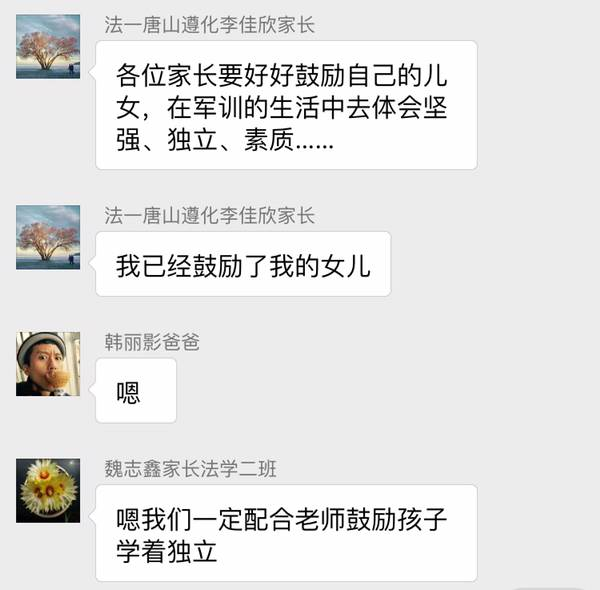 法一唐山遵化李佳欣家长
各位家长要好好鼓励自己的儿
女，在军训的生活中去体会坚
强、独立、素质……
法一唐山遵化李佳欣家长
我已经鼓励了我的女儿
韩丽影爸爸
嗯
魏志鑫家长法学二班
嗯我们一定配合老师鼓励孩子
学着独立